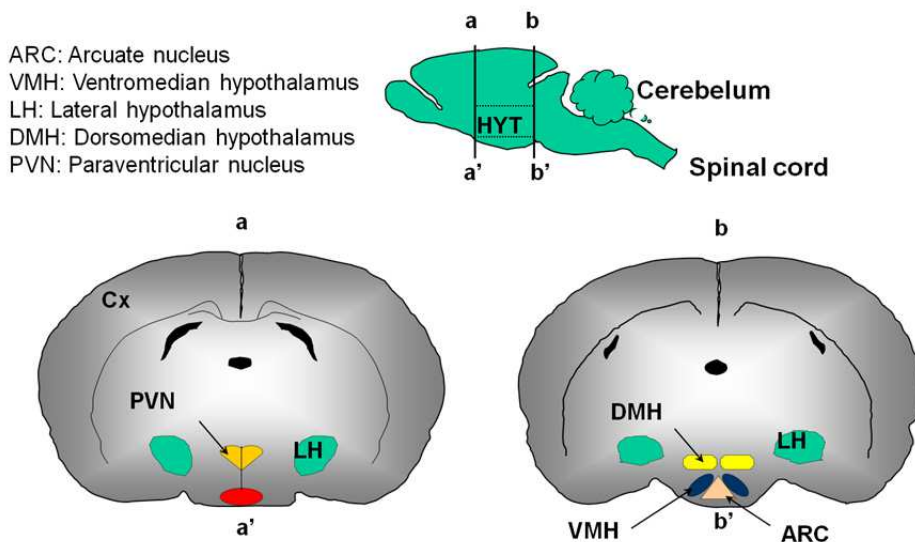 ARC: Arcuate nucleus
VMH: Ventromedian hypothalamus
LH: Lateral hypothalamus
DMH: Dorsomedian hypothalamus
PVN: Paraventricular nucleus
a b
HYT
Cerebelum
a' b'
Spinal cord
a
Cx
PVN
LH
a'
b
DMH
LH
VMH
b'
ARC